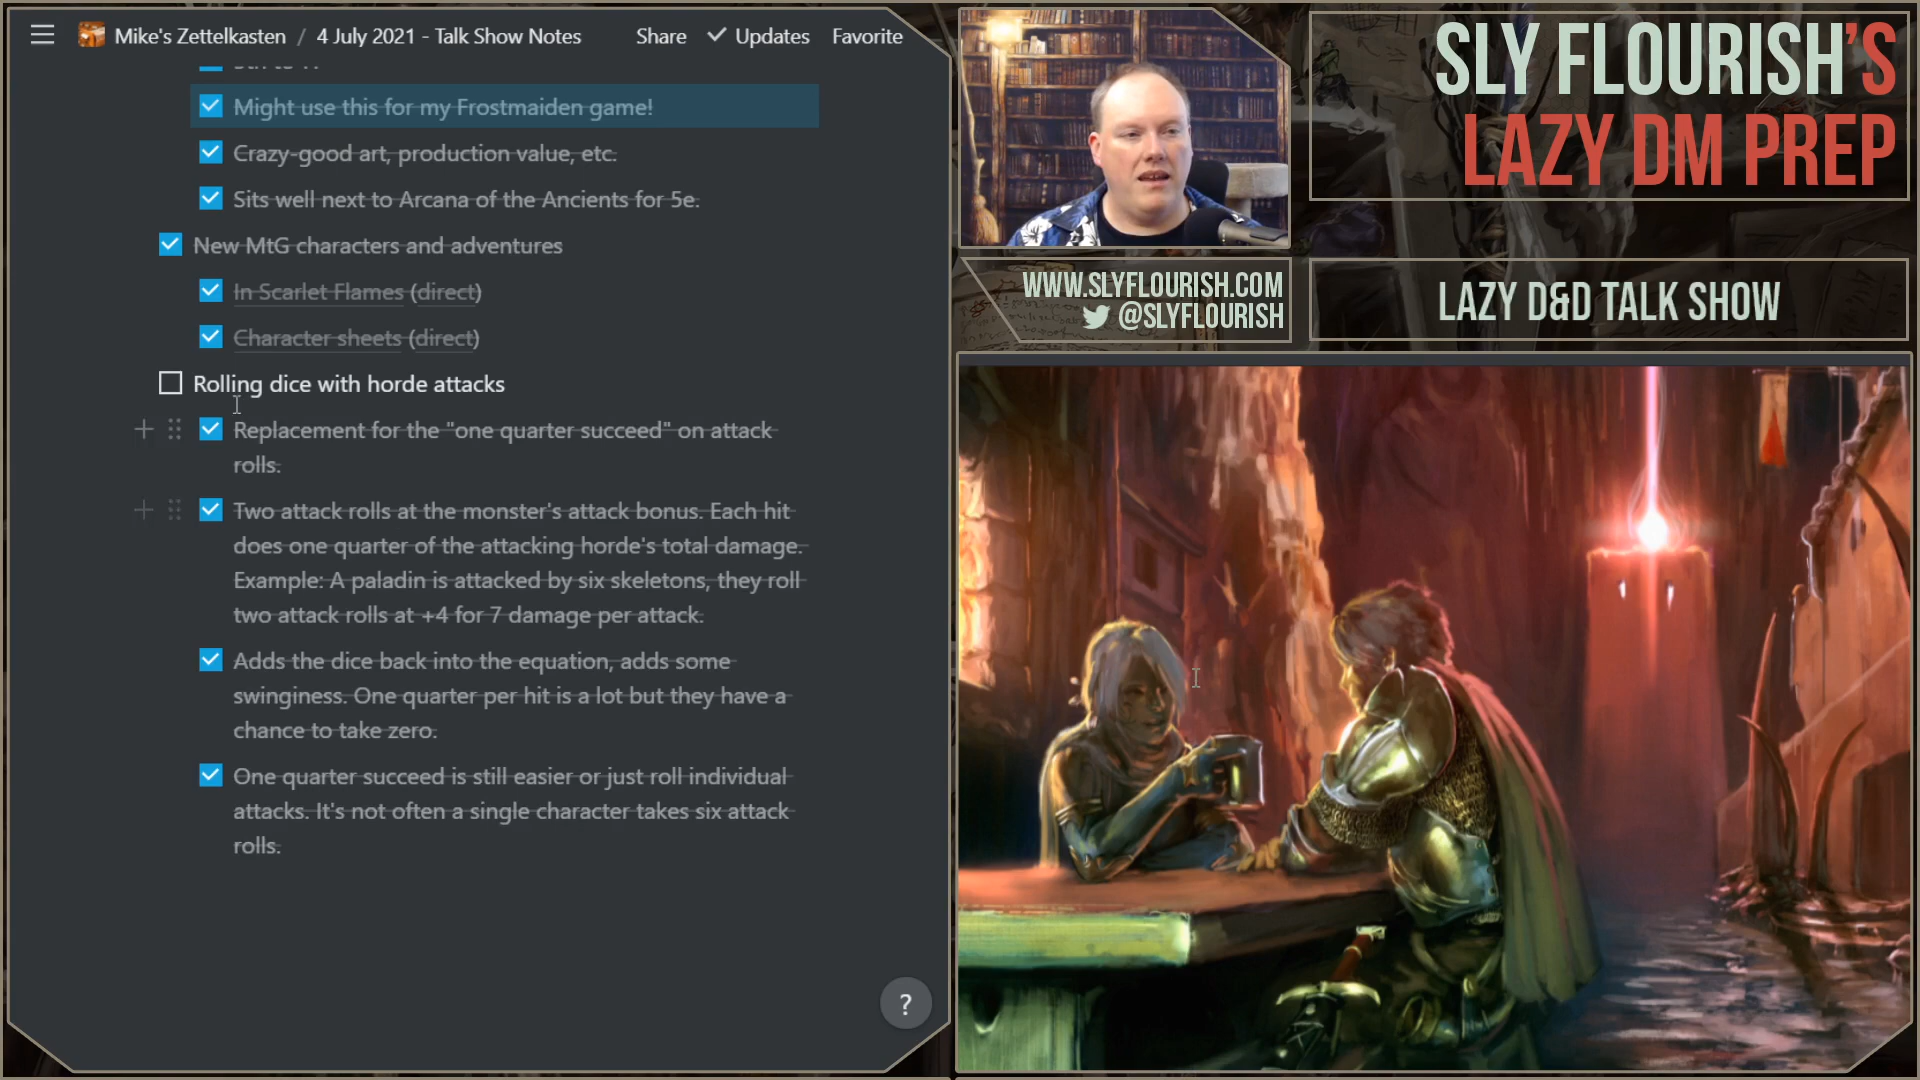 Mike's Zettelkasten / 4 July 2021 - Talk Show Notes Share Updates Favorite
Might use this for my Frostmaiden game!
Crazy-good art, production value, etc.
Sits well next to Arcana of the Ancients for 5e.
New MtG characters and adventures
In Scarlet Flames (direct)
Character sheets (direct)
Rolling dice with horde attacks
Replacement for the "one quarter succeed" on attack
rolls.
Two attack rolls at the monster's attack bonus. Each hit
does one quarter of the attacking horde's total damage.
Example: A paladin is attacked by six skeletons, they roll
two attack rolls at +4 for 7 damage per attack.
Adds the dice back into the equation, adds some
swinginess. One quarter per hit is a lot but they have a
chance to take zero.
One quarter succeed is still easier or just roll individual
attacks. It's not often a single character takes six attack
rolls.
?
SLY FLOURISH'S
LAZY DM PREP
WWW.SLYFLOURISH.COM
@SLYFLOURISH
LAZY D&D TALK SHOW